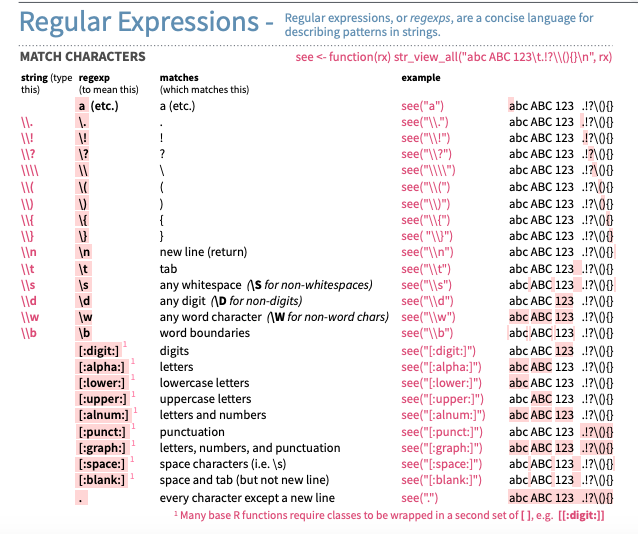 Regular Expressions - Regular expressions, or regexps, are a concise language for
describing patterns in strings.
MATCH CHARACTERS see <- function(rx) str_view_all("abc ABC 123\t.!?\\(){}\n", rx)
string (type regexp matches example
this) (to mean this) (which matches this)
a (etc.) a (etc.) see("a") abc ABC 123 .!?\(){}
\\. \. . see("\\.") abc ABC 123 .!?\(){}
\\! \! ! see("\\!") abc ABC 123 .!?\(){}
\\? \? ? see("\\?") abc ABC 123 .!?\(){}
\\\\ \\ \ see("\\\\") abc ABC 123 .!?\(){}
\\( \( ( see("\\(") abc ABC 123 .!?\(){}
\\) \) ) see("\\)") abc ABC 123 .!?\(){}
\\{ \{ { see("\\{") abc ABC 123 .!?\(){}
\\} \} } see( "\\}") abc ABC 123 .!?\(){}
\\n \n new line (return) see("\\n") abc ABC 123 .!?\(){}
\\t \t tab see("\\t") abc ABC 123 .!?\(){}
\\s \s any whitespace (\S for non-whitespaces) see("\\s") abc ABC 123 .!?\(){}
\\d \d any digit (\D for non-digits) see("\\d") abc ABC 123 .!?\(){}
\\w \w any word character (\W for non-word chars) see("\\w") abc ABC 123 .!?\(){}
\\b \b word boundaries see("\\b") abc ABC 123 .!?\(){}
[:digit:] ¹ digits see("[:digit:]") abc ABC 123 .!?\(){}
[:alpha:] ¹ letters see("[:alpha:]") abc ABC 123 .!?\(){}
[:lower:] ¹ lowercase letters see("[:lower:]") abc ABC 123 .!?\(){}
[:upper:] ¹ uppercase letters see("[:upper:]") abc ABC 123 .!?\(){}
[:alnum:] ¹ letters and numbers see("[:alnum:]") abc ABC 123 .!?\(){}
[:punct:] ¹ punctuation see("[:punct:]") abc ABC 123 .!?\(){}
[:graph:] ¹ letters, numbers, and punctuation see("[:graph:]") abc ABC 123 .!?\(){}
[:space:] ¹ space characters (i.e. \s) see("[:space:]") abc ABC 123 .!?\(){}
[:blank:] ¹ space and tab (but not new line) see("[:blank:]") abc ABC 123 .!?\(){}
. every character except a new line see(".") abc ABC 123 .!?\(){}
¹ Many base R functions require classes to be wrapped in a second set of [ ], e.g. [[:digit:]]